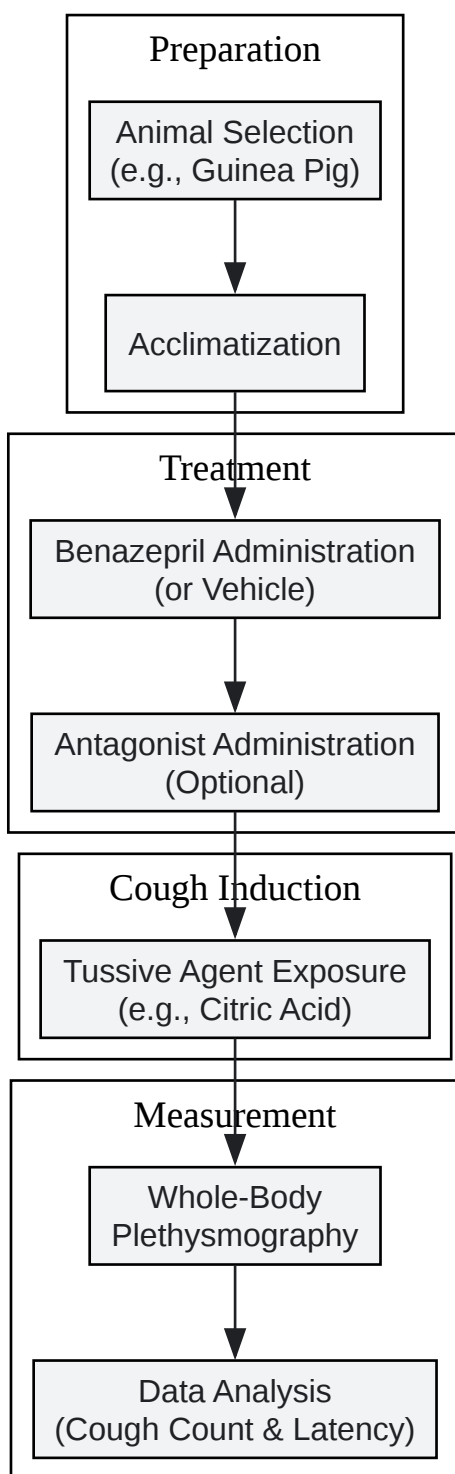 Preparation
Animal Selection
(e.g., Guinea Pig)
Acclimatization
Treatment
Benazepril Administration
(or Vehicle)
Antagonist Administration
(Optional)
Cough Induction
Tussive Agent Exposure
(e.g., Citric Acid)
Measurement
Whole-Body
Plethysmography
Data Analysis
(Cough Count & Latency)